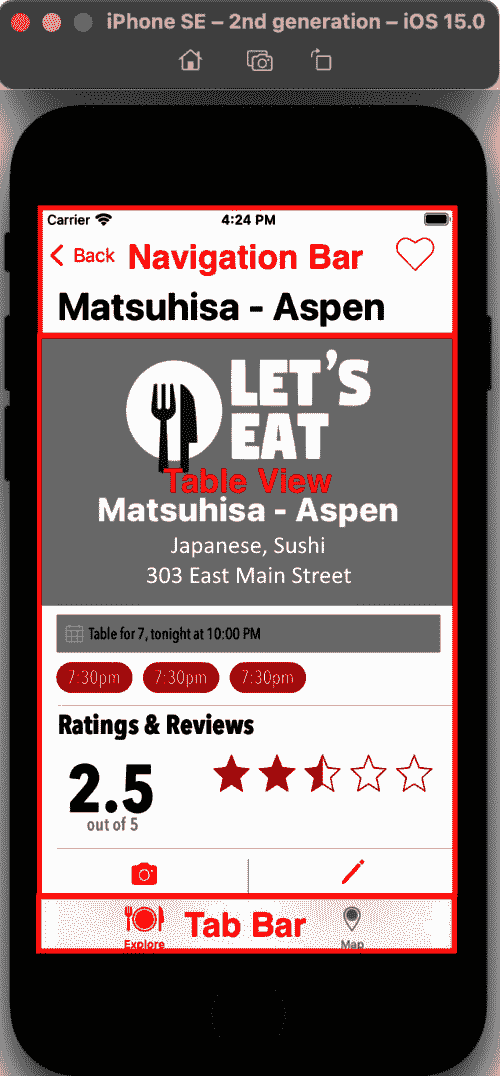 iPhone SE – 2nd generation – iOS 15.0
Carrier 4:24 PM
Back Navigation Bar
Matsuhisa - Aspen
LET'S
EAT
Table View
Matsuhisa - Aspen
Japanese, Sushi
303 East Main Street
Table for 7, tonight at 10:00 PM
7:30pm 7:30pm 7:30pm
Ratings & Reviews
2.5
out of 5
Tab Bar
Explore Map